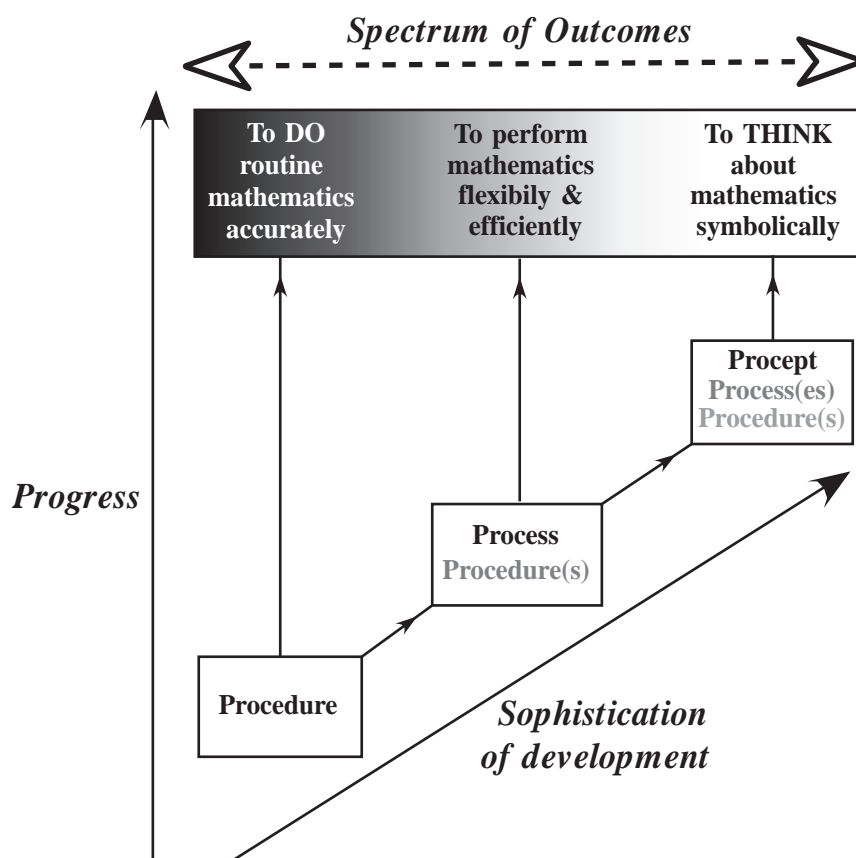 Spectrum of Outcomes
To DO
routine
mathematics
accurately
To perform
mathematics
flexibily &
efficiently
To THINK
about
mathematics
symbolically
Procept
Process(es)
Procedure(s)
Progress
Process
Procedure(s)
Procedure
Sophistication
of development